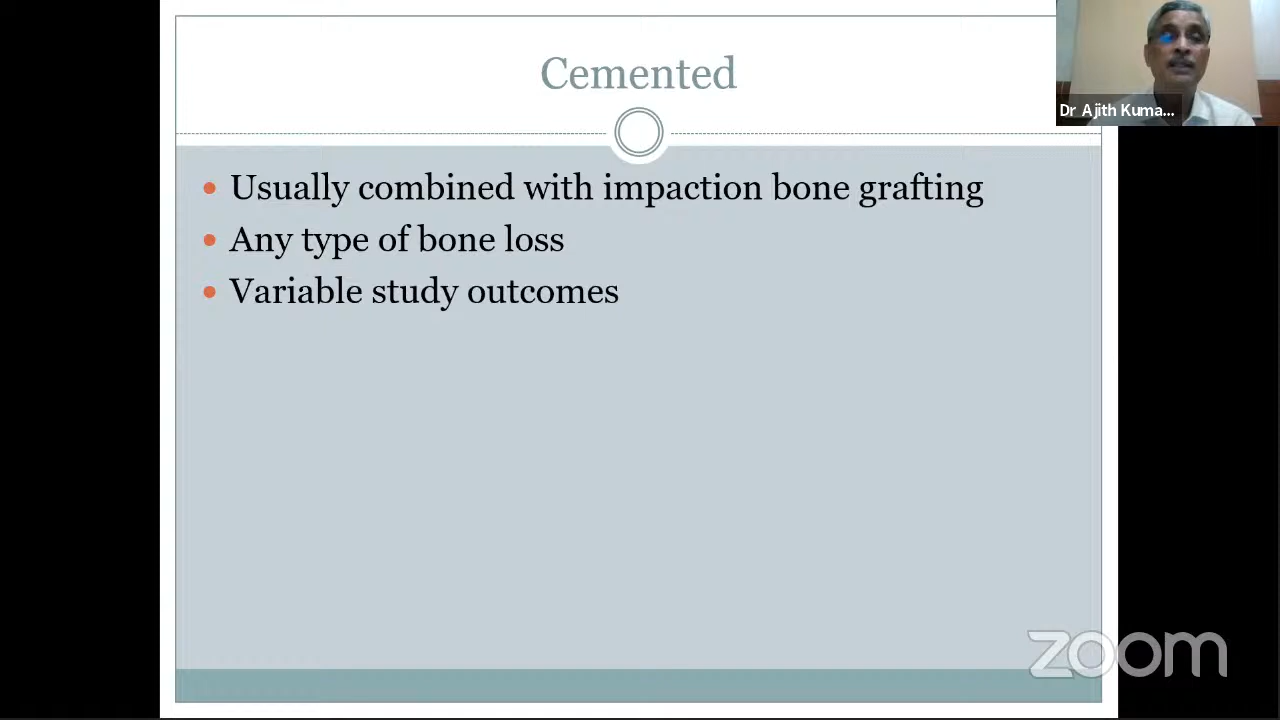 Cemented
Dr Ajith Kuma...
Usually combined with impaction bone grafting
Any type of bone loss
Variable study outcomes
zoom